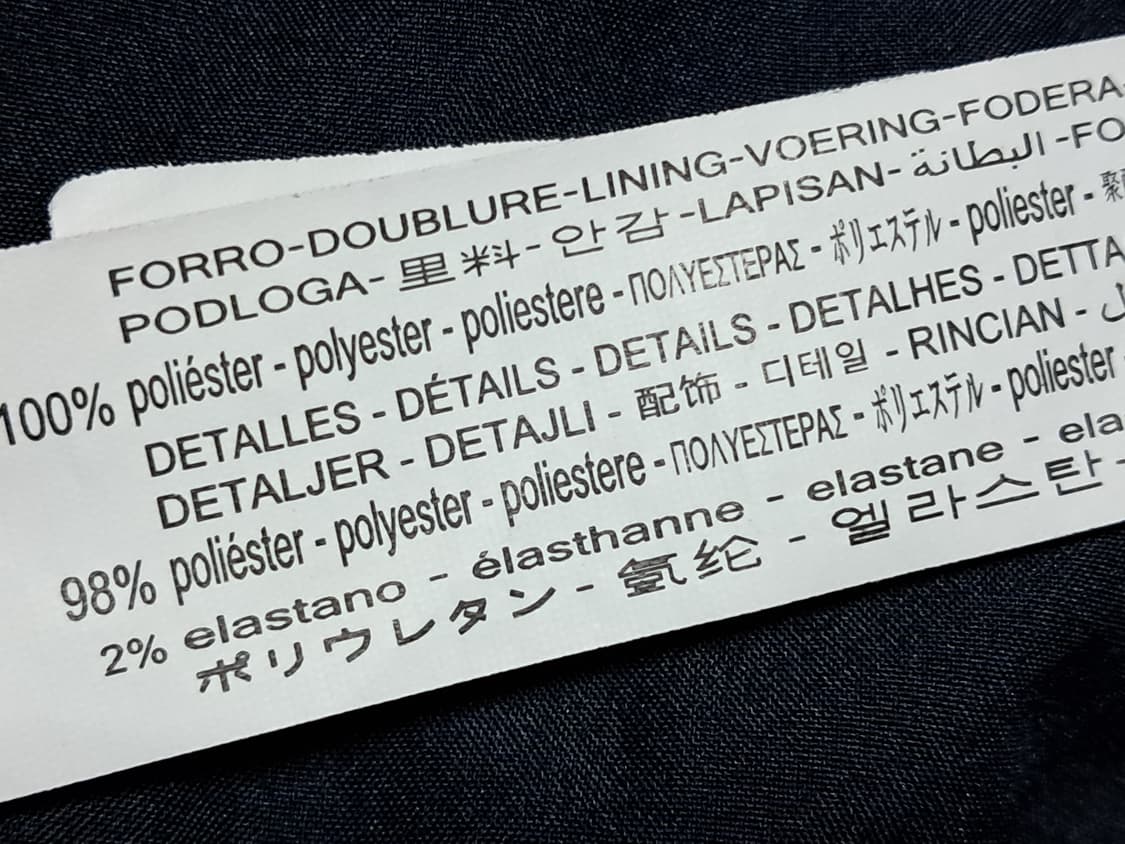 FORRO-DOUBLURE-LINING-VOERING-FODERA-
PODLOGA- 里料- 안감 -LAPISAN- البطانة -FO
100% poliéster - polyester - poliestere - ΠΟΛΥΕΣΤΕΡΑΣ - ポリエステル - poliester - 聚
DETALLES - DÉTAILS - DETAILS - DETALHES - DETTA
DETALJER - DETAJLI - 配饰 - 디테일 - RINCIAN -
98% poliéster - polyester - poliestere - ΠΟΛΥΕΣΤΕΡΑΣ - ポリエステル - poliester -
2% elastano - élasthanne - elastane - ela
ポリウレタン - 氨纶 - 엘라스탄 -